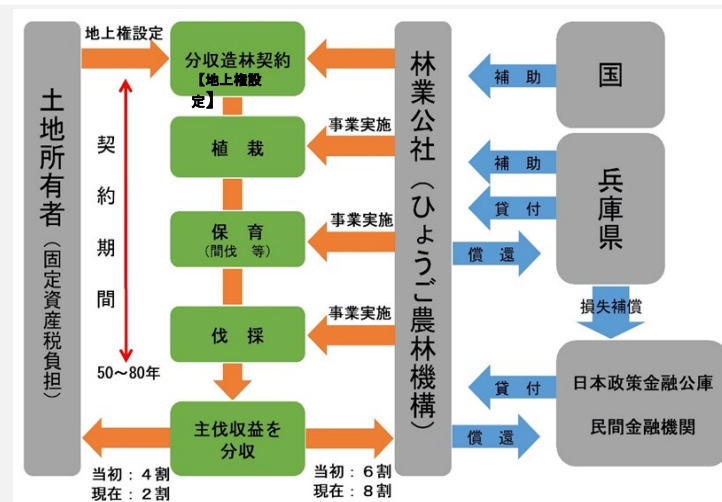 地上権設定
土地所有者（固定資産税負担）
契約期間
50～80年
分収造林契約
【地上権設
定】
植　栽
保　育
（間伐　等）
伐　採
主伐収益を
分収
事業実施
事業実施
事業実施
当初：４割
現在：２割
当初：６割
現在：８割
林業公社（ひょうご農林機構）
補　助
国
補　助
貸　付
償　還
兵庫県
損失補償
貸　付
償　還
日本政策金融公庫
民間金融機関